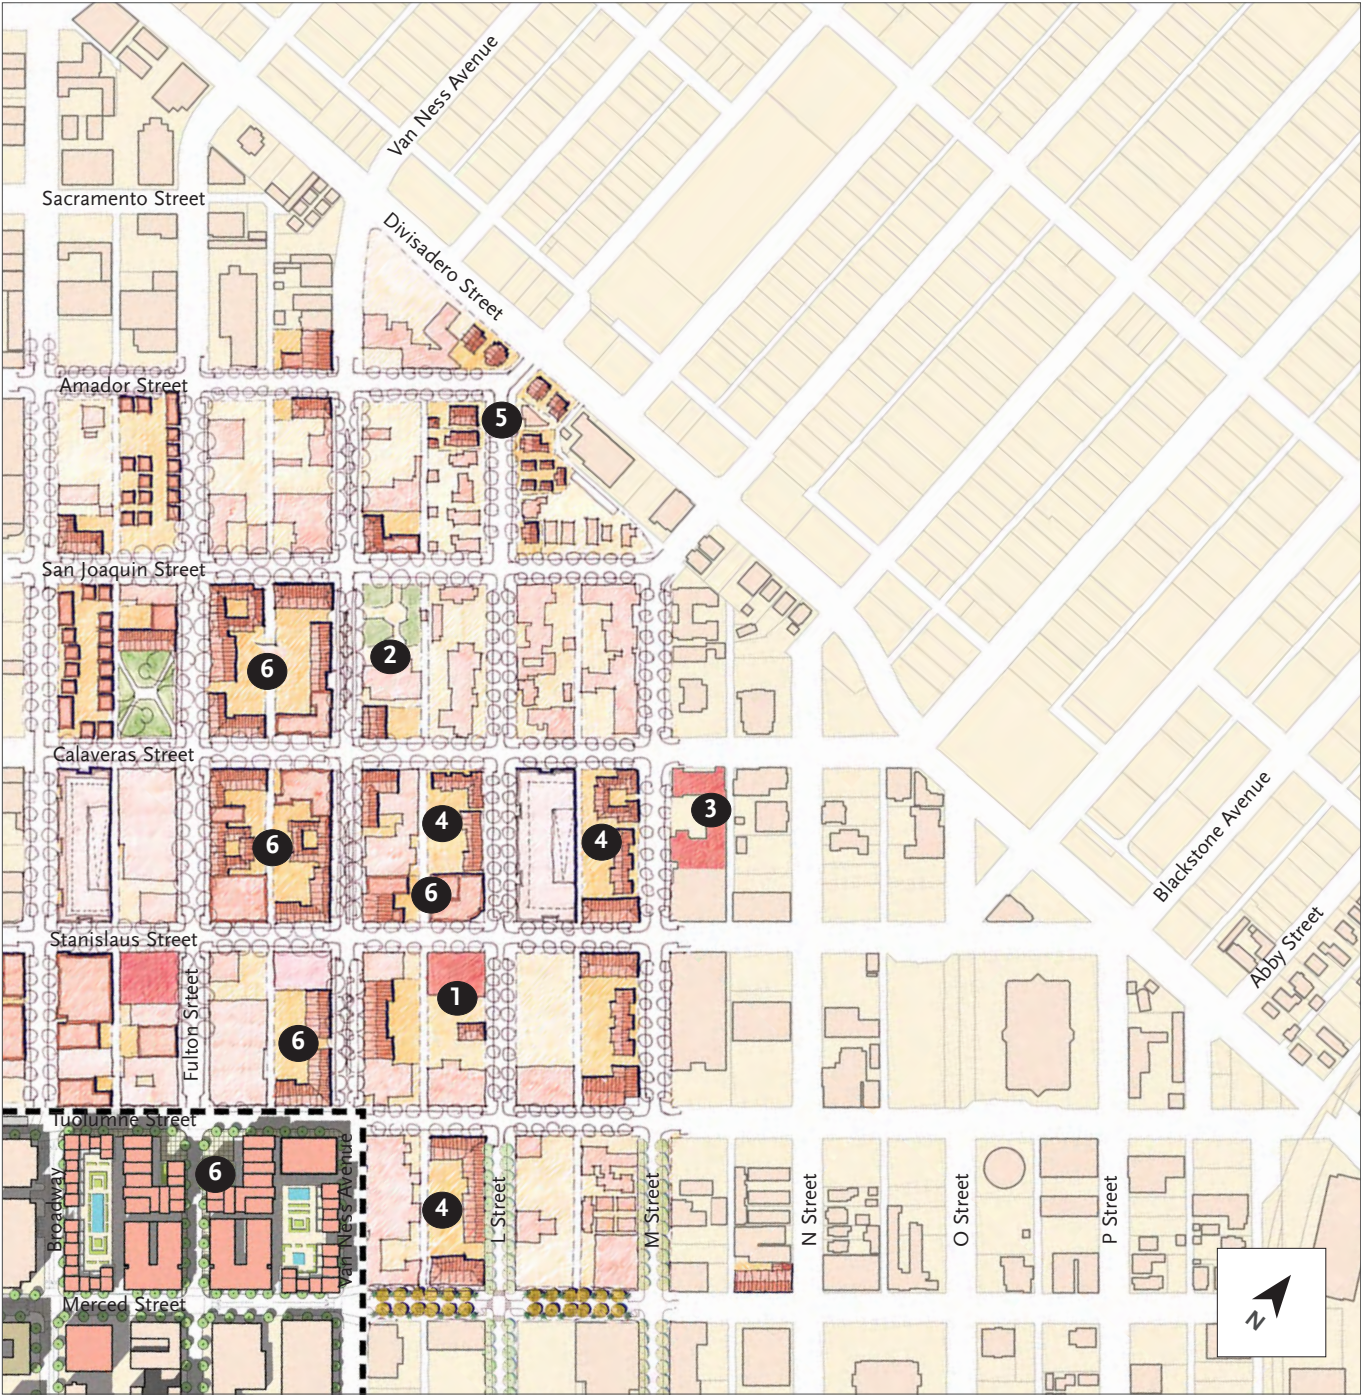 Van Ness Avenue
Sacramento Street
Divisadero Street
Amador Street
5
San Joaquin Street
2
6
Calaveras Street
3
4
4
6
6
Blackstone Avenue
Stanislaus Street
Abby Street
1
Fulton Srteet
6
Tuolumne Street
6
Broadway
Van Ness Avenue
4
L Street
M Street
N Street
O Street
P Street
Merced Street
N